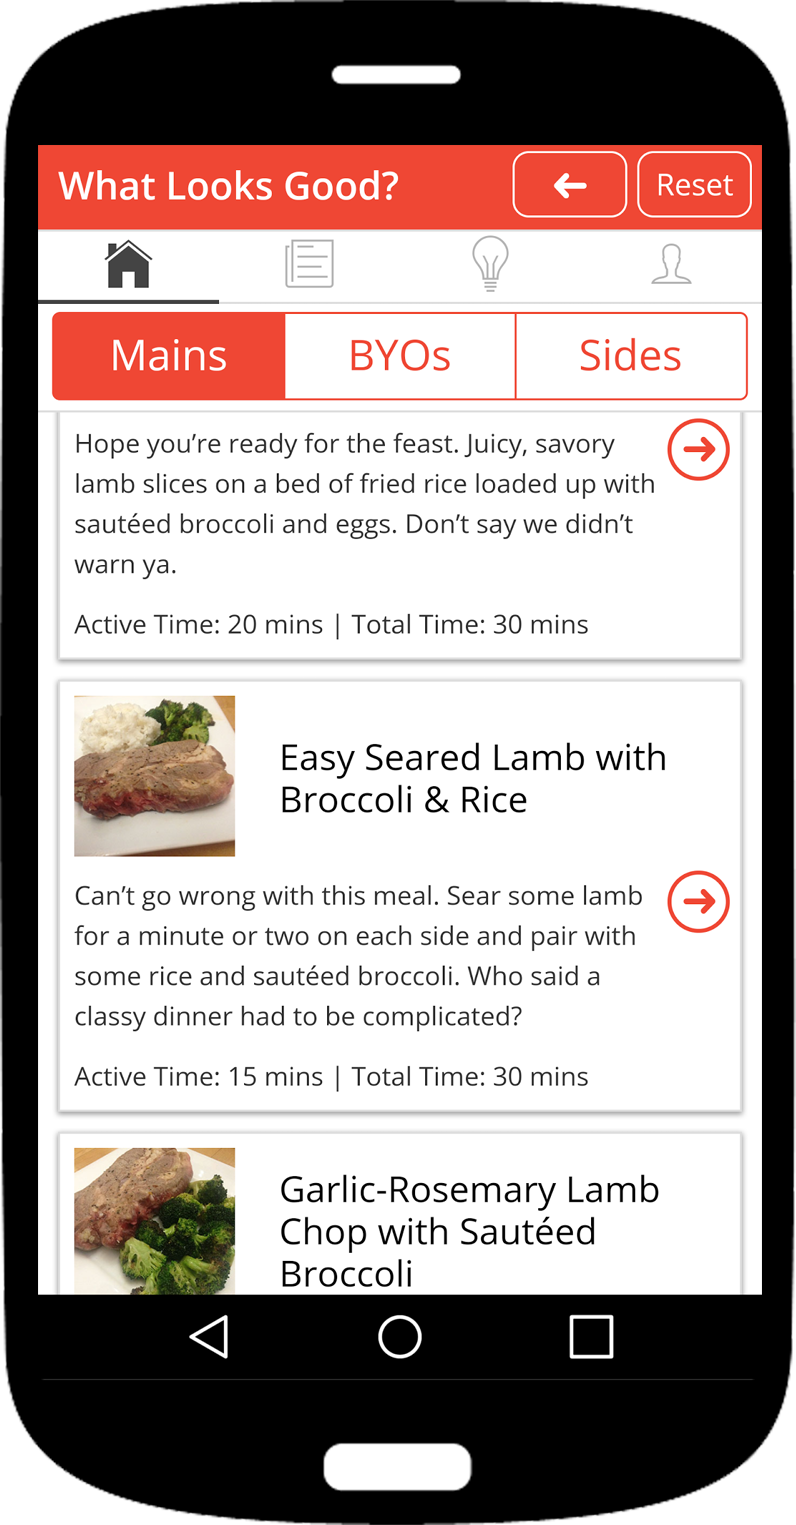 What Looks Good?
Reset
Mains
BYOs
Sides
Hope you’re ready for the feast. Juicy, savory
lamb slices on a bed of fried rice loaded up with
sautéed broccoli and eggs. Don’t say we didn’t
warn ya.
Active Time: 20 mins | Total Time: 30 mins
Easy Seared Lamb with
Broccoli & Rice
Can’t go wrong with this meal. Sear some lamb
for a minute or two on each side and pair with
some rice and sautéed broccoli. Who said a
classy dinner had to be complicated?
Active Time: 15 mins | Total Time: 30 mins
Garlic-Rosemary Lamb
Chop with Sautéed
Broccoli